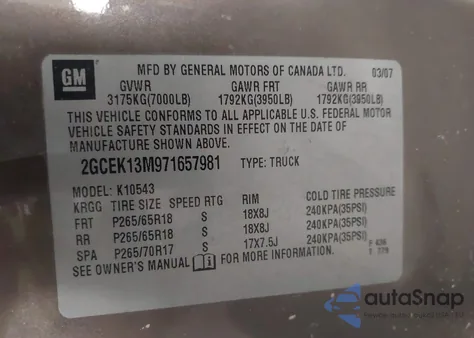 GM
MFD BY GENERAL MOTORS OF CANADA LTD. 03/07
GVWR GAWR FRT GAWR RR
3175KG(7000LB) 1792KG(3950LB) 1792KG(3950LB)
THIS VEHICLE CONFORMS TO ALL APPLICABLE U.S. FEDERAL MOTOR
VEHICLE SAFETY STANDARDS IN EFFECT ON THE DATE OF
MANUFACTURE SHOWN ABOVE.
2GCEK13M971657981 TYPE: TRUCK
MODEL: K10543
KRGG TIRE SIZE SPEED RTG RIM COLD TIRE PRESSURE
FRT P265/65R18 S 18X8J 240KPA(35PSI)
RR P265/65R18 S 18X8J 240KPA(35PSI)
SPA P265/70R17 S 17X7.5J 240KPA(35PSI)
SEE OWNER'S MANUAL i FOR MORE INFORMATION.
autoSnap